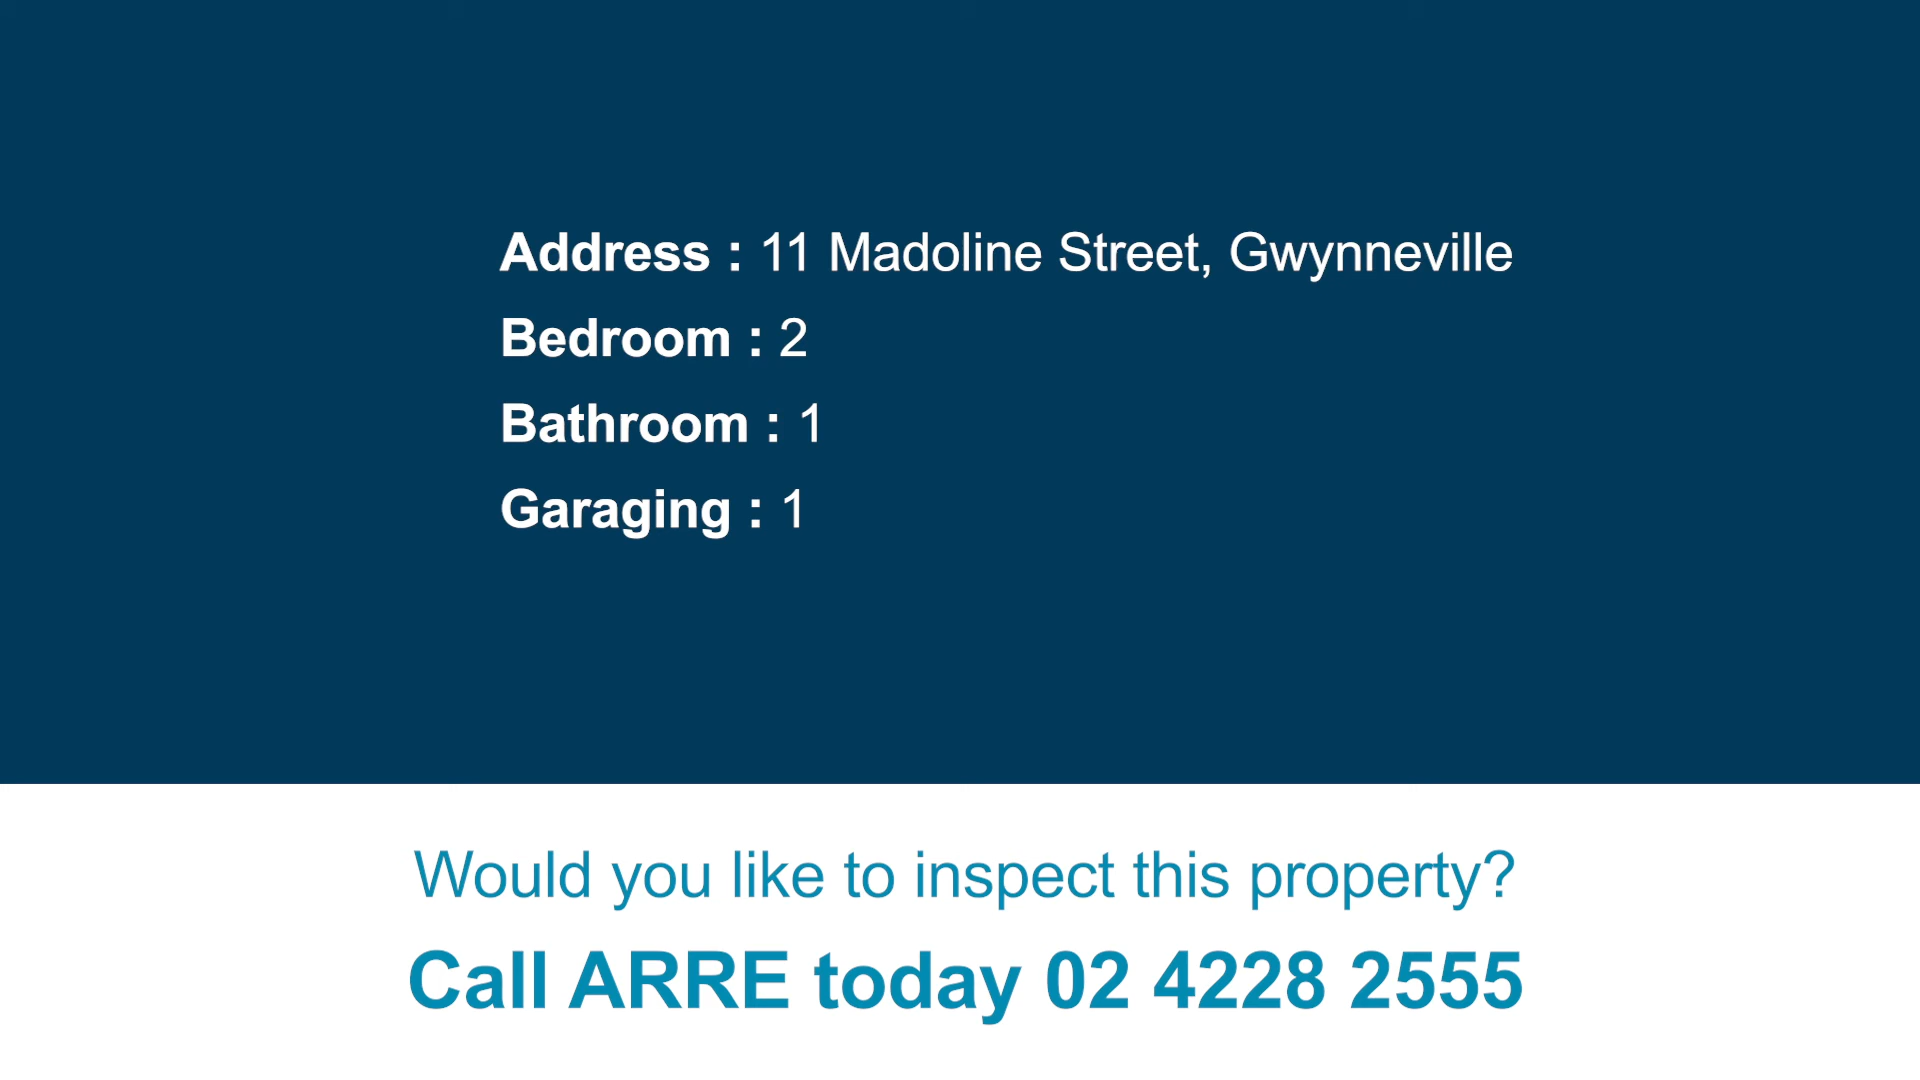 Address : 11 Madoline Street, Gwynneville
Bedroom : 2
Bathroom : 1
Garaging : 1
Would you like to inspect this property?
Call ARRE today 02 4228 2555